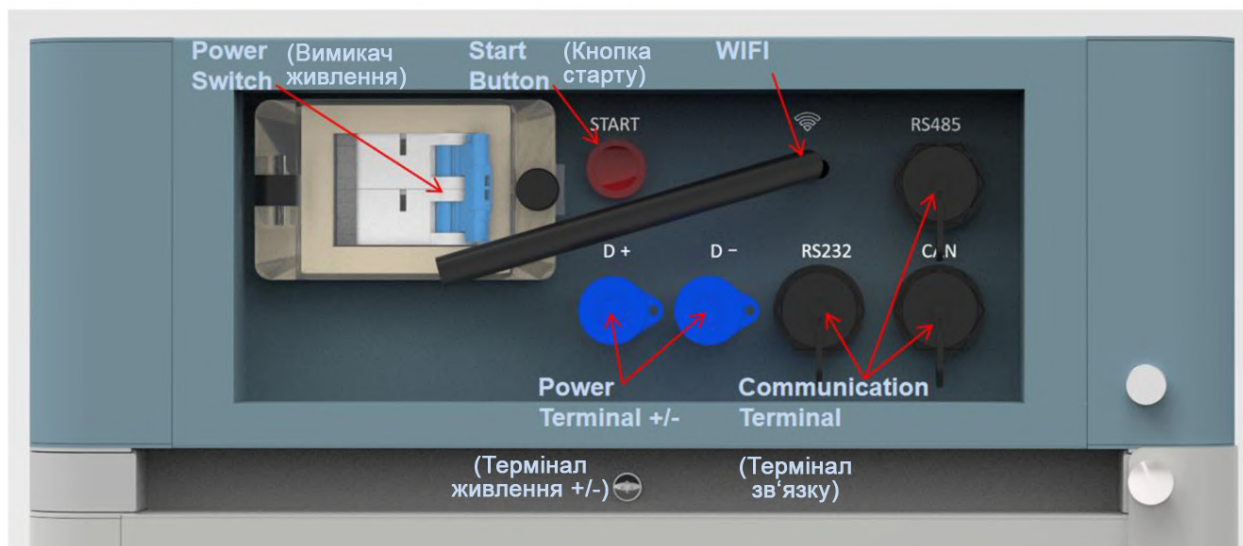 Power (Вимикач
Switch живлення)
Start (Кнопка
Button старту)
WIFI
START
RS485
D +
D −
RS232
CAN
Power
Terminal +/-
Communication
Terminal
(Термінал
живлення +/-)
(Термінал
зв‘язку)